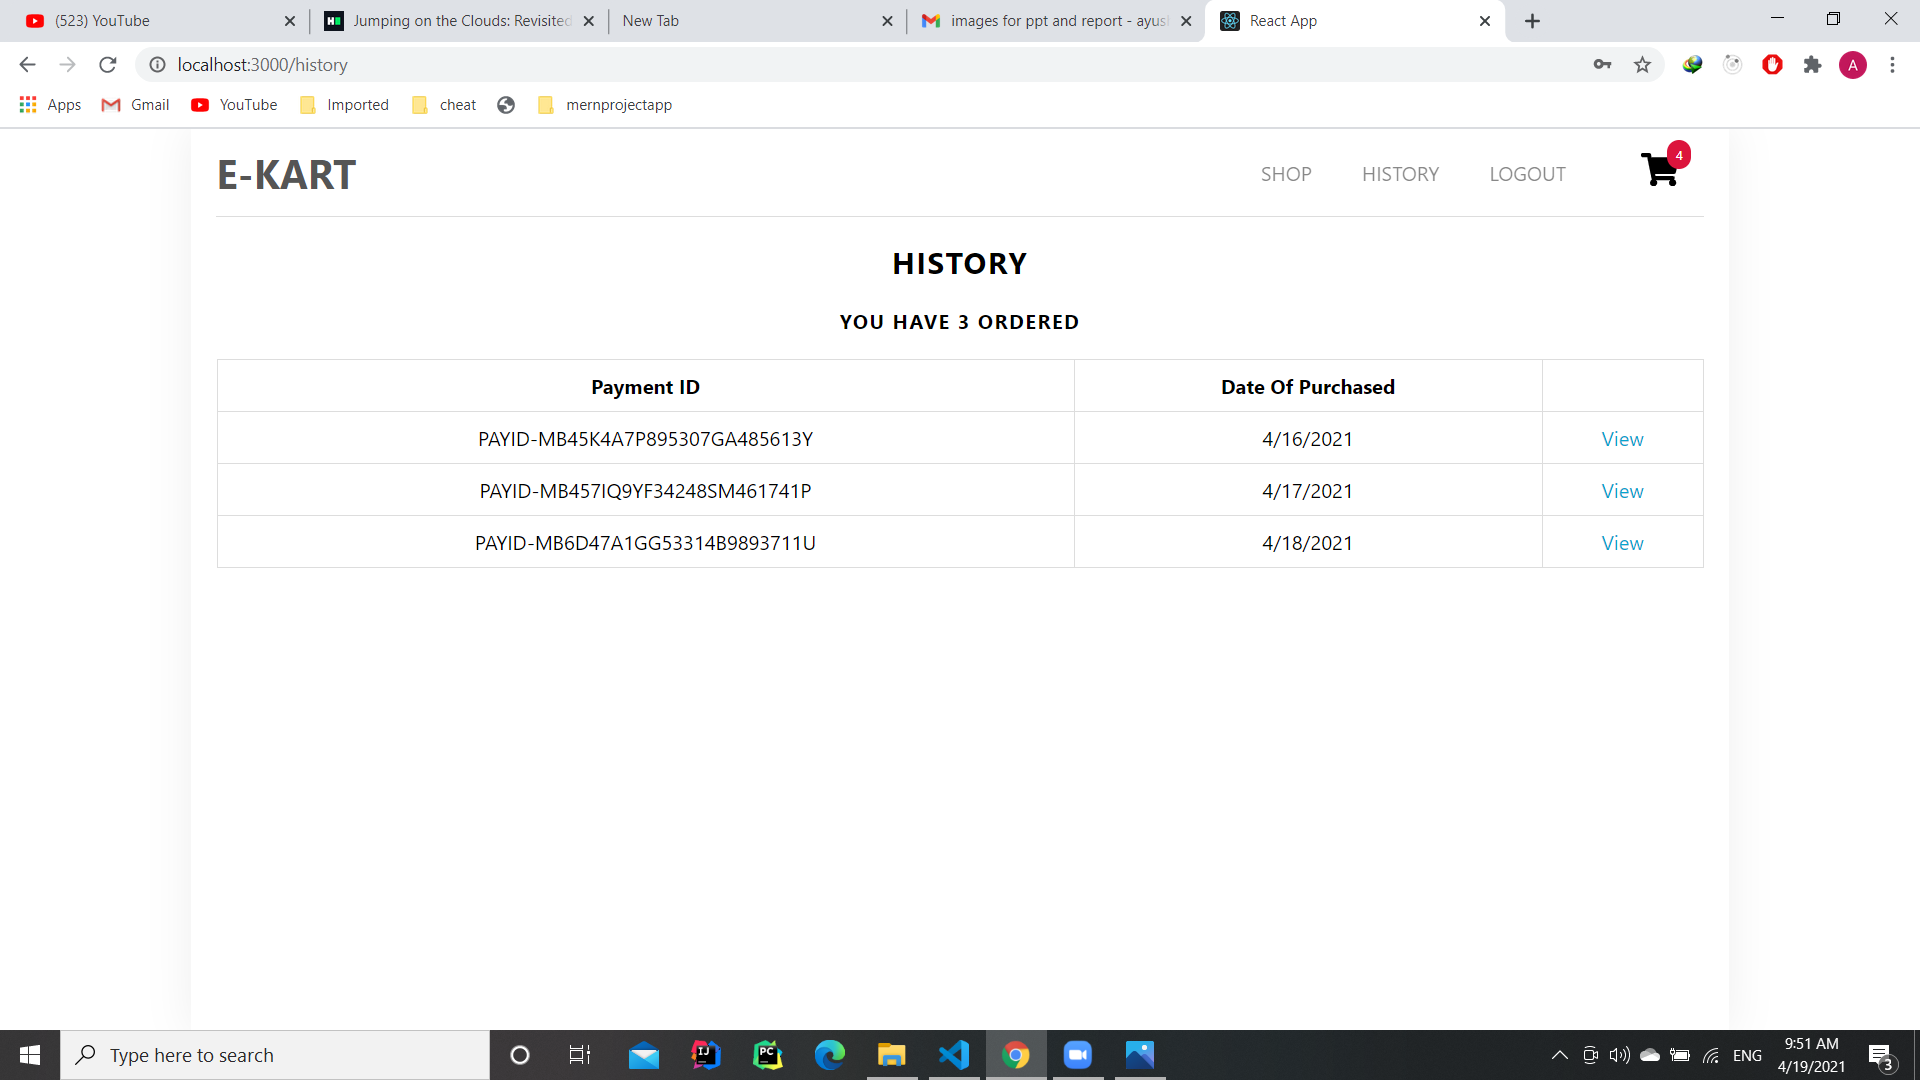 (523) YouTube
Jumping on the Clouds: Revisited
New Tab
images for ppt and report - ayus
React App
localhost:3000/history
A
Apps
Gmail
YouTube
Imported
cheat
mernprojectapp
E-KART
SHOP
HISTORY
LOGOUT
4
HISTORY
YOU HAVE 3 ORDERED
Payment ID Date Of Purchased
PAYID-MB45K4A7P895307GA485613Y 4/16/2021 View
PAYID-MB457IQ9YF34248SM461741P 4/17/2021 View
PAYID-MB6D47A1GG53314B9893711U 4/18/2021 View
Type here to search
IJ
PC
ENG
9:51 AM
4/19/2021
3